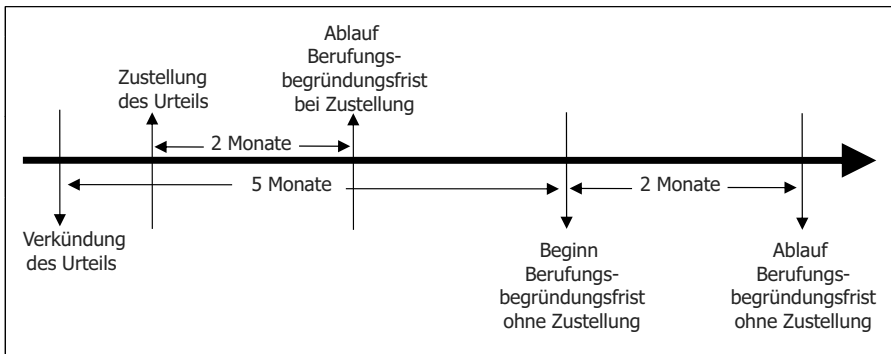 Ablauf
Berufungs-
begründungsfrist
bei Zustellung
Zustellung
des Urteils
2 Monate
5 Monate
2 Monate
Verkündung
des Urteils
Beginn
Berufungs-
begründungsfrist
ohne Zustellung
Ablauf
Berufungs-
begründungsfrist
ohne Zustellung